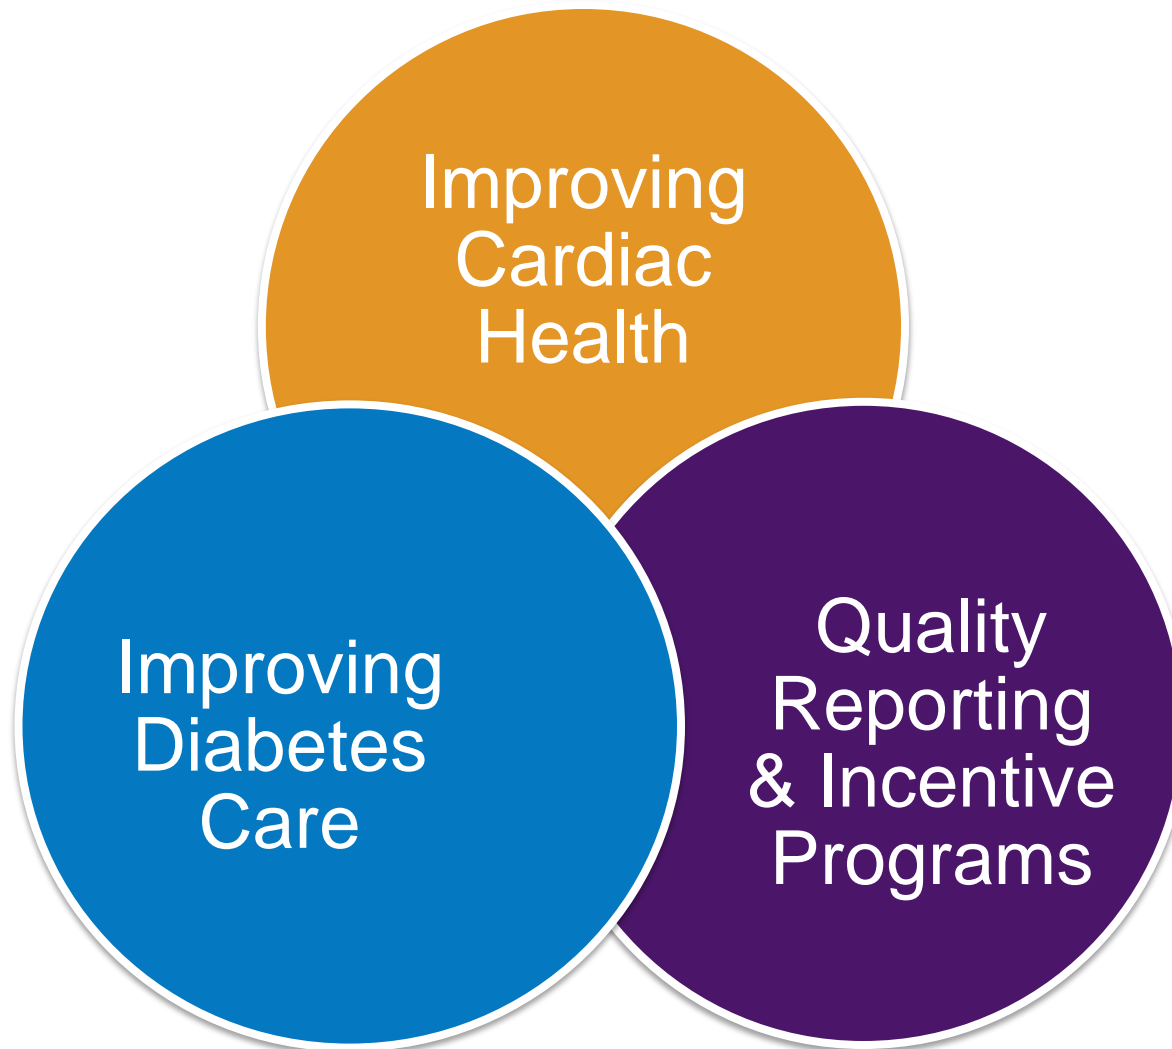 Improving
Cardiac
Health
Improving
Diabetes
Care
Quality
Reporting
& Incentive
Programs